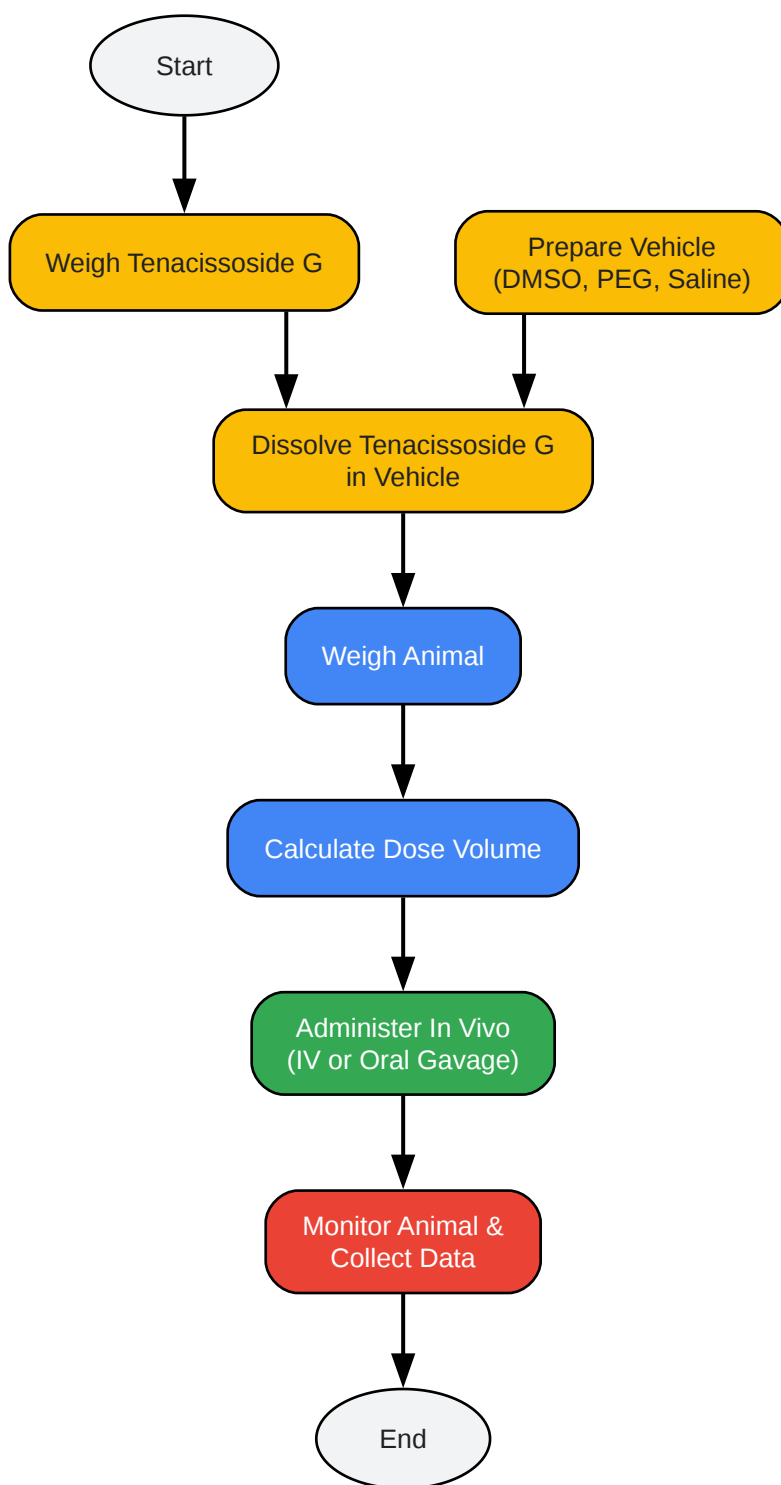 Start
Weigh Tenacissoside G
Prepare Vehicle
(DMSO, PEG, Saline)
Dissolve Tenacissoside G
in Vehicle
Weigh Animal
Calculate Dose Volume
Administer In Vivo
(IV or Oral Gavage)
Monitor Animal &
Collect Data
End